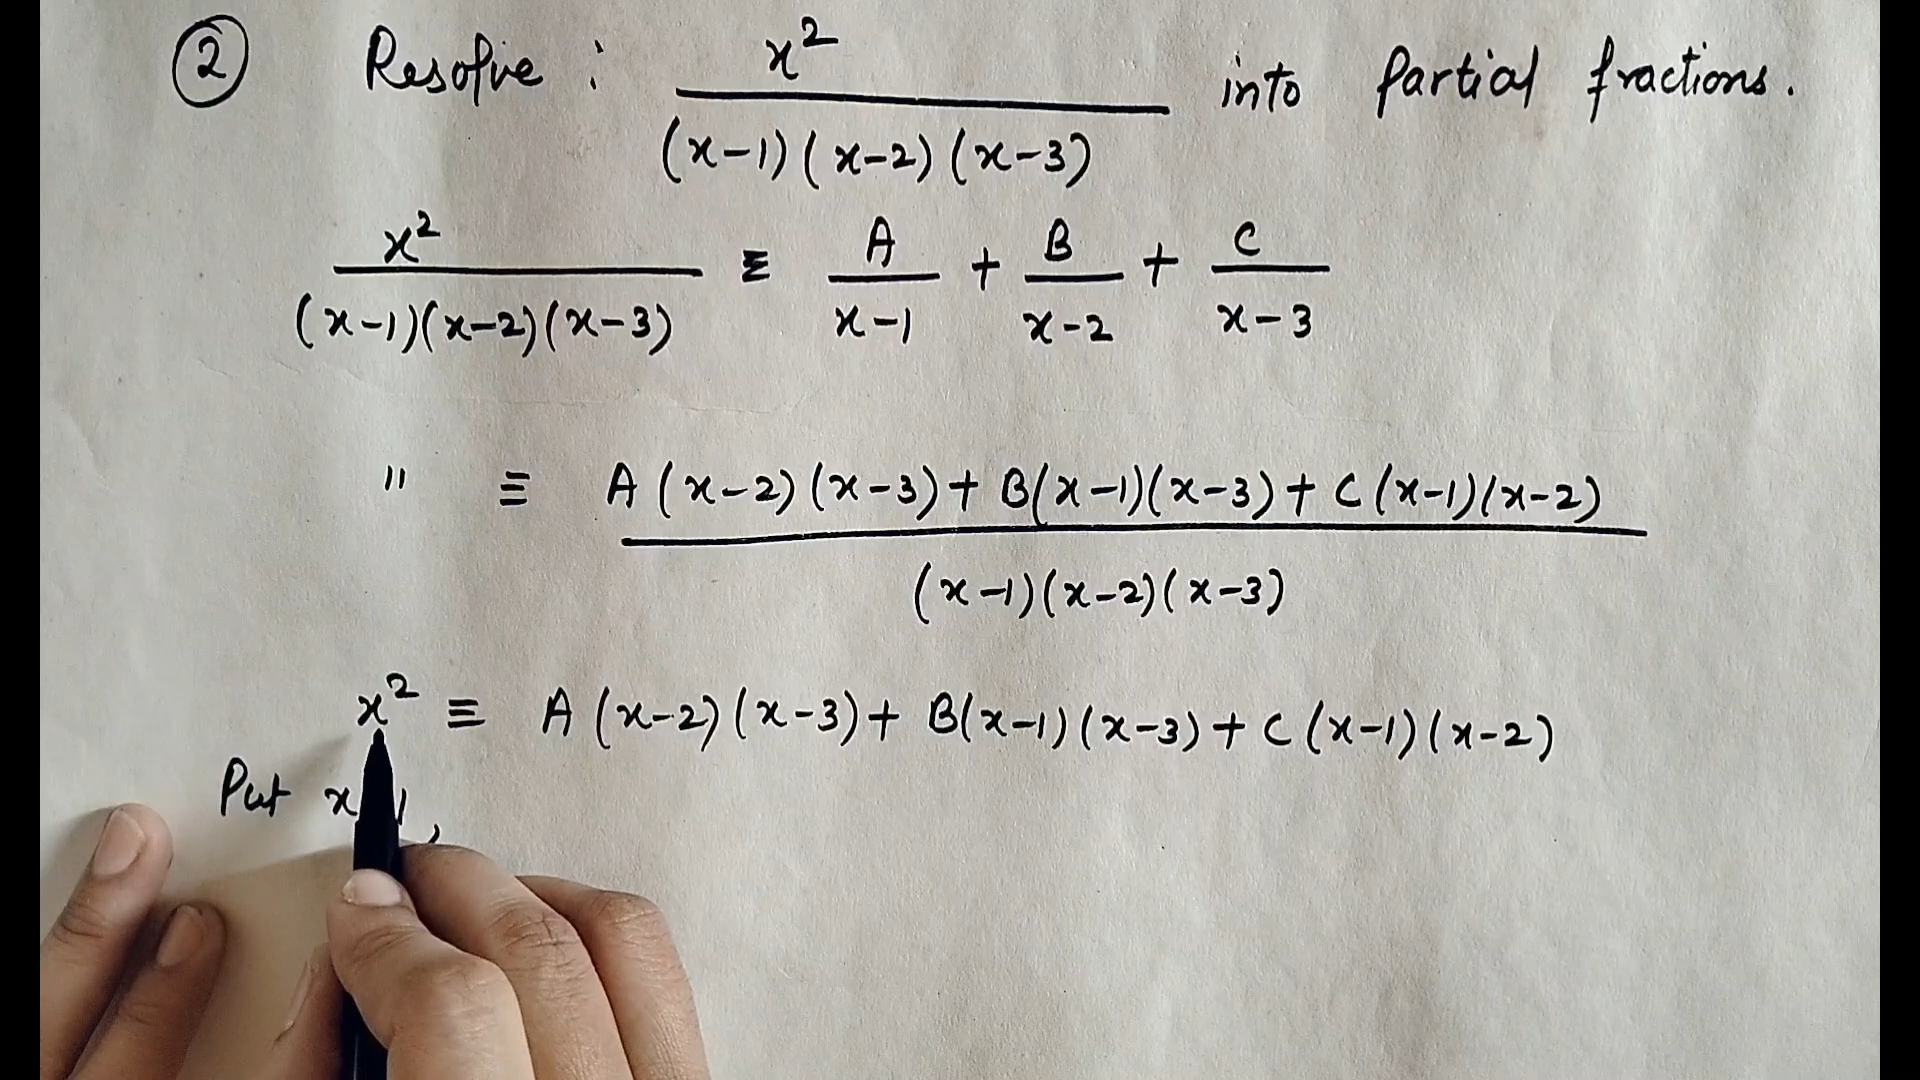 ② Resolve : x² / (x-1)(x-2)(x-3) into Partial fractions.
x² / (x-1)(x-2)(x-3) ≡ A / x-1 + B / x-2 + C / x-3
" ≡ A(x-2)(x-3) + B(x-1)(x-3) + C(x-1)(x-2) / (x-1)(x-2)(x-3)
x² ≡ A(x-2)(x-3) + B(x-1)(x-3) + C(x-1)(x-2)
Put x 1,